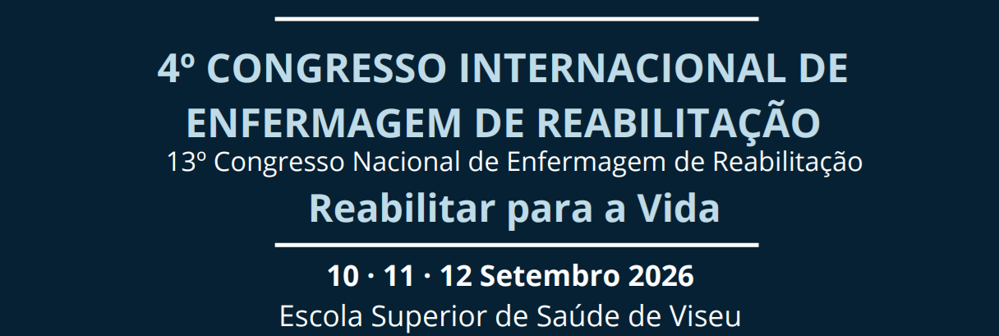 4º CONGRESSO INTERNACIONAL DE
ENFERMAGEM DE REABILITAÇÃO
13º Congresso Nacional de Enfermagem de Reabilitação
Reabilitar para a Vida
10 · 11 · 12 Setembro 2026
Escola Superior de Saúde de Viseu